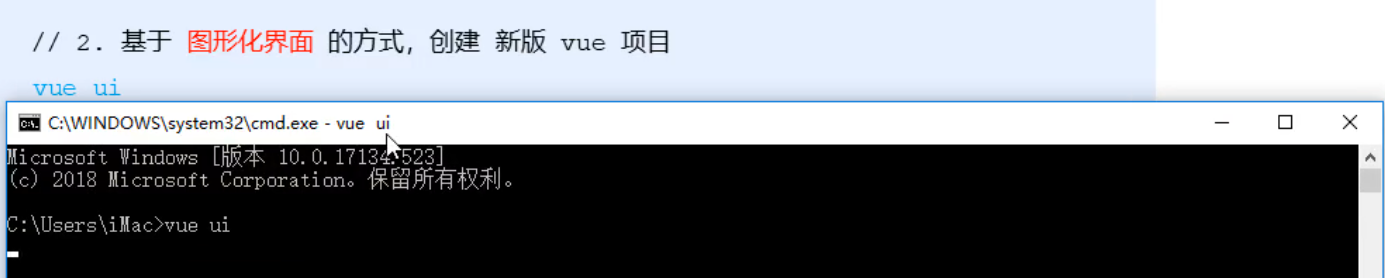 // 2. 基于 图形化界面 的方式，创建 新版 vue 项目
vue ui
C:\WINDOWS\system32\cmd.exe - vue  ui
Microsoft Windows [版本 10.0.17134.523]
(c) 2018 Microsoft Corporation。保留所有权利。
C:\Users\iMac>vue ui